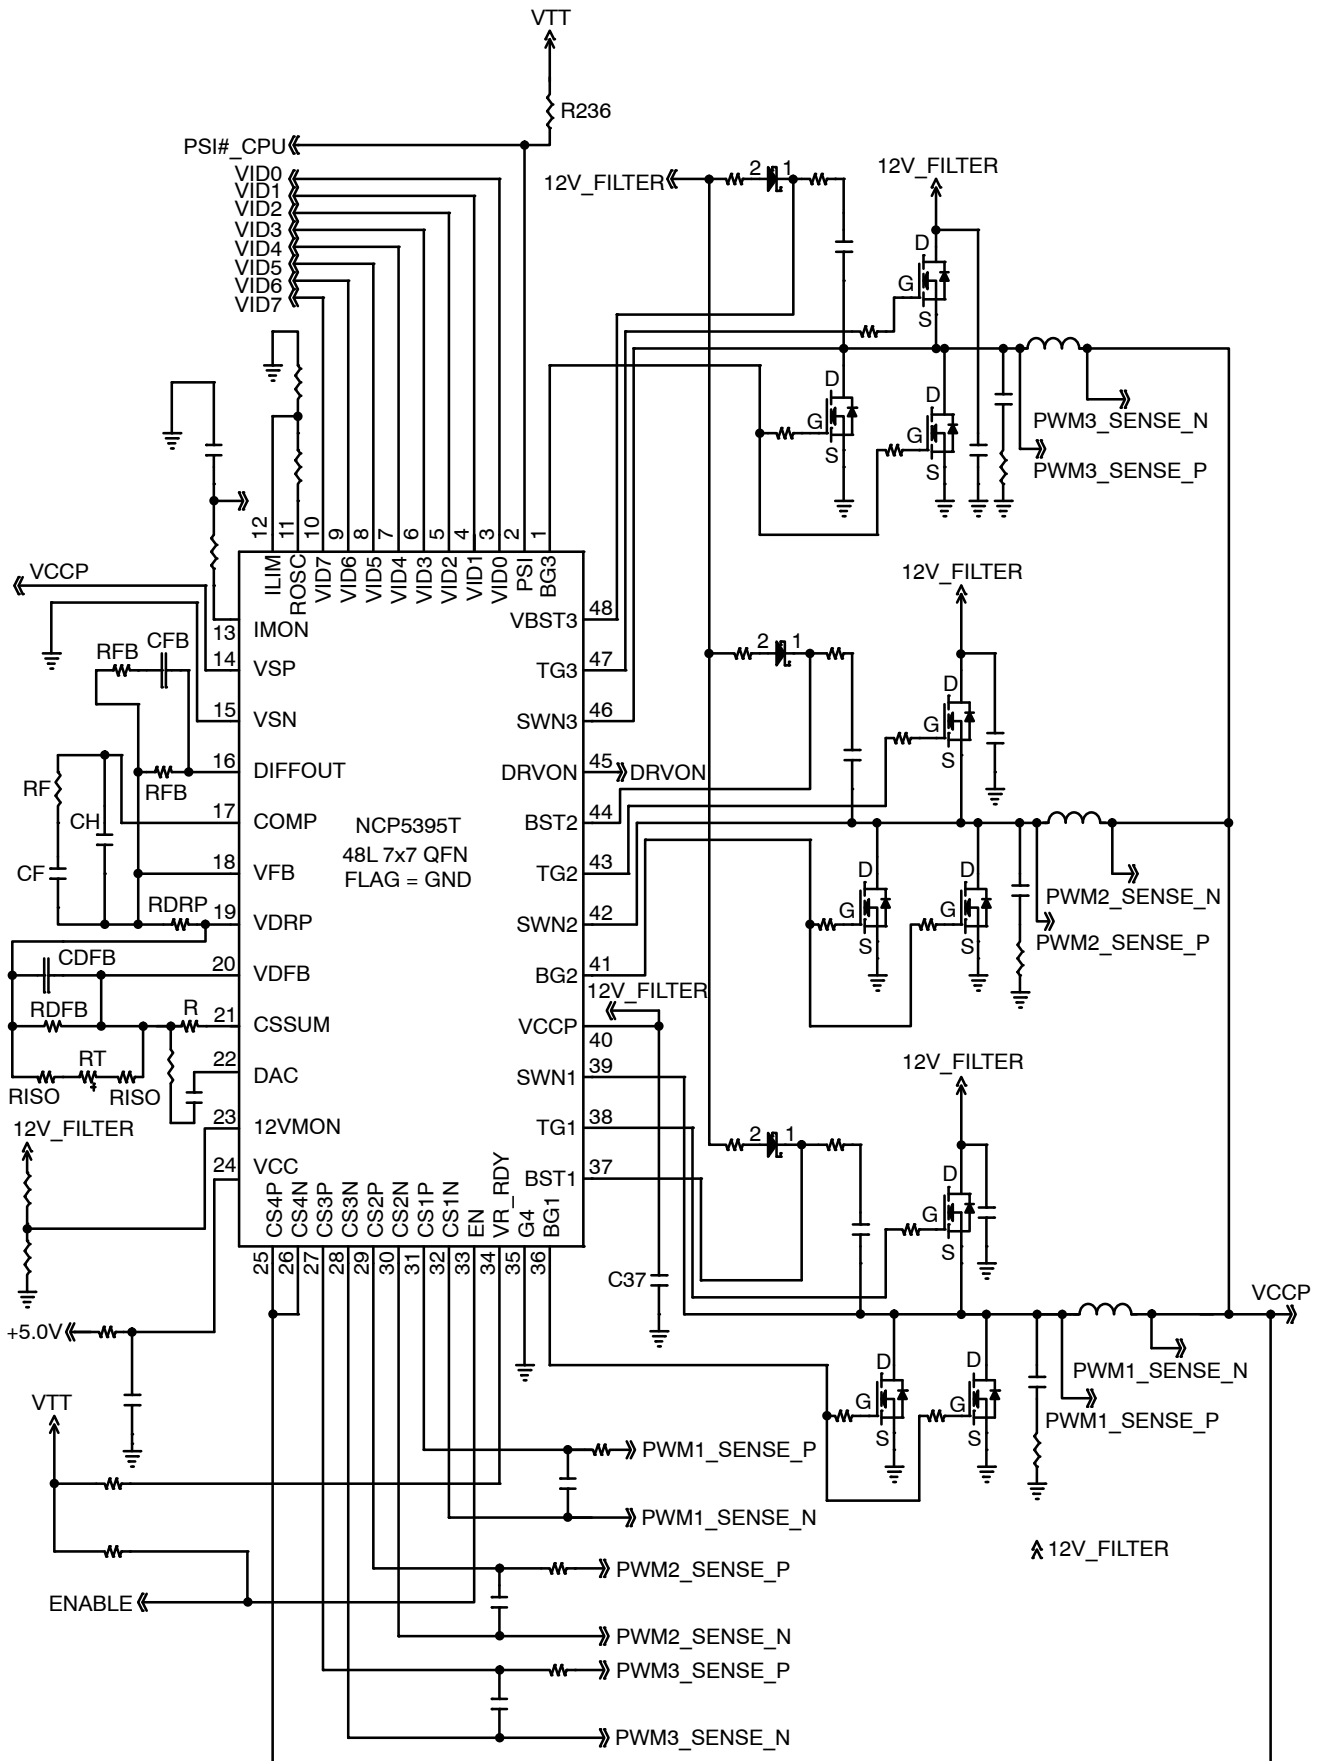 VTT
R236
PSI#_CPU
VID0
VID1
VID2
VID3
VID4
VID5
VID6
VID7
12V_FILTER
2 1
12V_FILTER
D
G
S
D
G
S
D
G
S
PWM3_SENSE_N
PWM3_SENSE_P
12 11 10 9 8 7 6 5 4 3 2 1
ILIM ROSC VID7 VID6 VID5 VID4 VID3 VID2 VID1 VID0 PSI BG3
VCCP
13 IMON
14 VSP
15 VSN
16 DIFFOUT
17 COMP
18 VFB
19 VDRP
20 VDFB
21 CSSUM
22 DAC
23 12VMON
24 VCC
RFB
CFB
RFB
RF
CH
CF
RDRP
CDFB
RDFB
R
RT
RISO
RISO
12V_FILTER
+5.0V
NCP5395T
48L 7x7 QFN
FLAG = GND
VBST3 48
TG3 47
SWN3 46
DRVON 45 DRVON
BST2 44
TG2 43
SWN2 42
BG2 41
12V_FILTER
VCCP 40
SWN1 39
TG1 38
BST1 37
CS4P CS4N CS3P CS3N CS2P CS2N CS1P CS1N EN VR_RDY G4 BG1
25 26 27 28 29 30 31 32 33 34 35 36
12V_FILTER
2 1
D
G
S
G
S
G
S
PWM2_SENSE_N
PWM2_SENSE_P
12V_FILTER
2 1
D
G
S
C37
VCCP
D
G
S
D
G
S
PWM1_SENSE_N
PWM1_SENSE_P
VTT
PWM1_SENSE_P
PWM1_SENSE_N
12V_FILTER
PWM2_SENSE_P
ENABLE
PWM2_SENSE_N
PWM3_SENSE_P
PWM3_SENSE_N